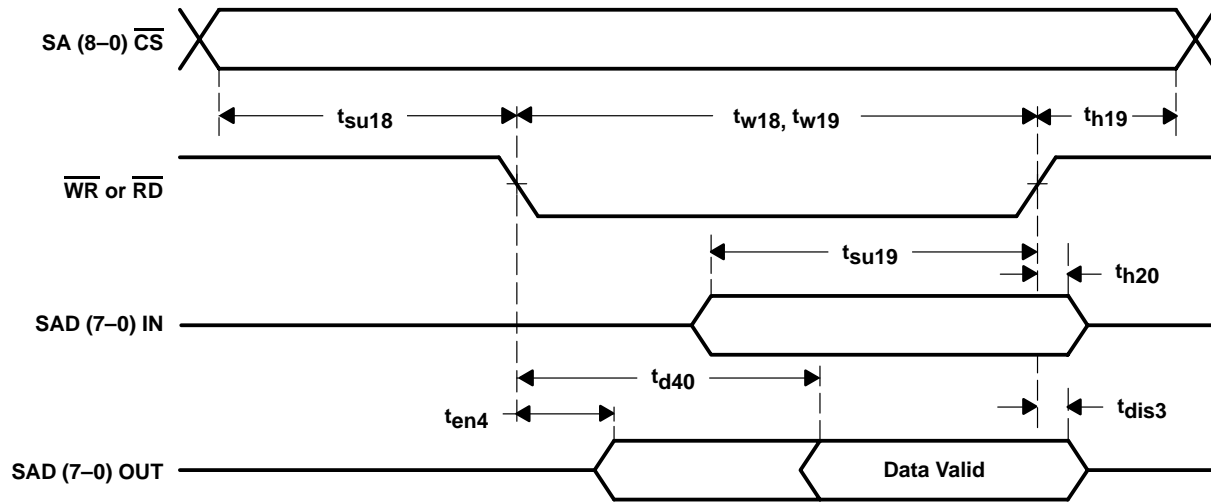 SA (8–0) CS
tsu18
tw18, tw19
th19
WR or RD
tsu19
th20
SAD (7–0) IN
td40
ten4
tdis3
SAD (7–0) OUT
Data Valid